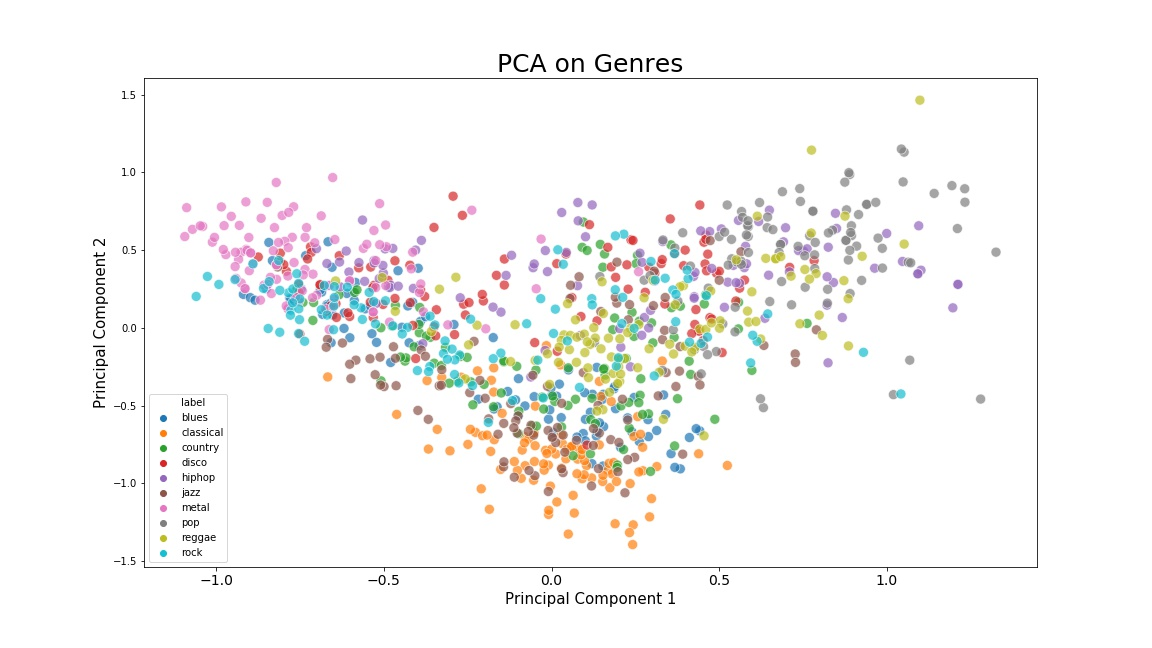 PCA on Genres
Principal Component 2
1.5
1.0
0.5
0.0
−0.5
−1.0
−1.5
label
blues
classical
country
disco
hiphop
jazz
metal
pop
reggae
rock
−1.0 −0.5 0.0 0.5 1.0
Principal Component 1